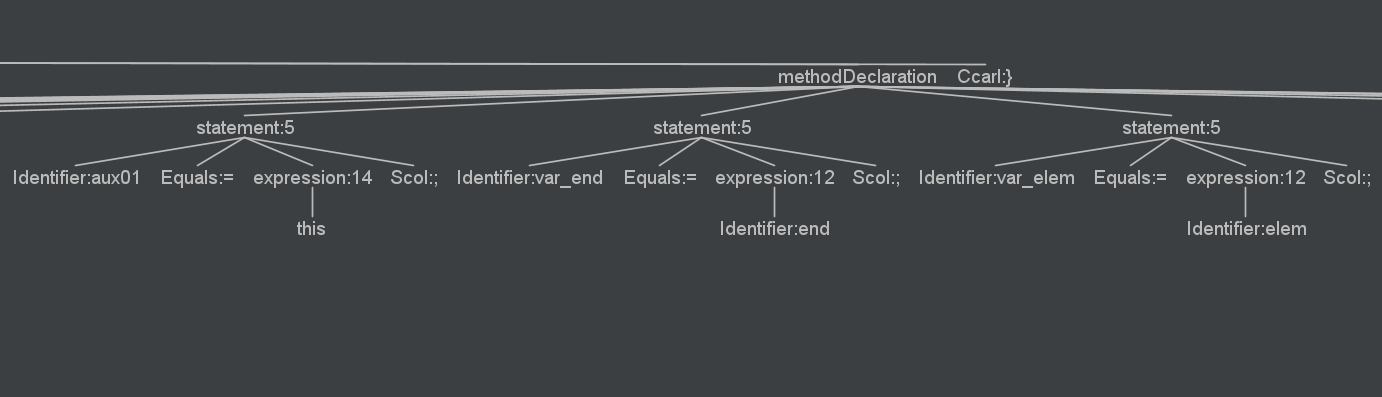 methodDeclaration Ccarl:}
statement:5 statement:5 statement:5
Identifier:aux01 Equals:= expression:14 Scol:; Identifier:var_end Equals:= expression:12 Scol:; Identifier:var_elem Equals:= expression:12 Scol:;
this Identifier:end Identifier:elem